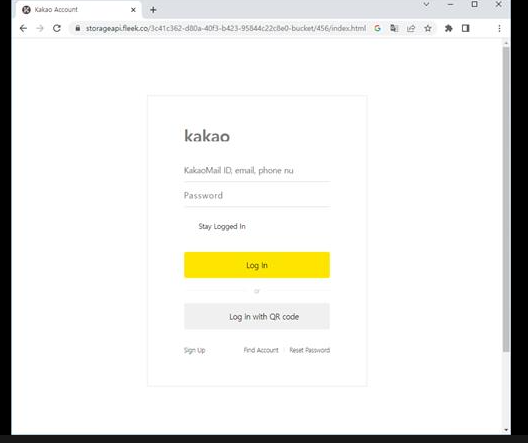 Kakao Account
storageapi.fleek.co/3c41c362-d80a-40f3-b423-95844c22c8e0-bucket/456/index.html
kakao
KakaoMail ID, email, phone nu
Password
Stay Logged In
Log In
or
Log in with QR code
Sign Up
Find Account
Reset Password